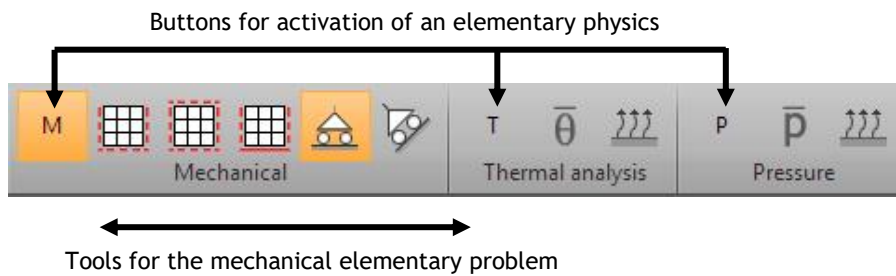 Buttons for activation of an elementary physics
M T θ̅ P p̅
Mechanical Thermal analysis Pressure
Tools for the mechanical elementary problem